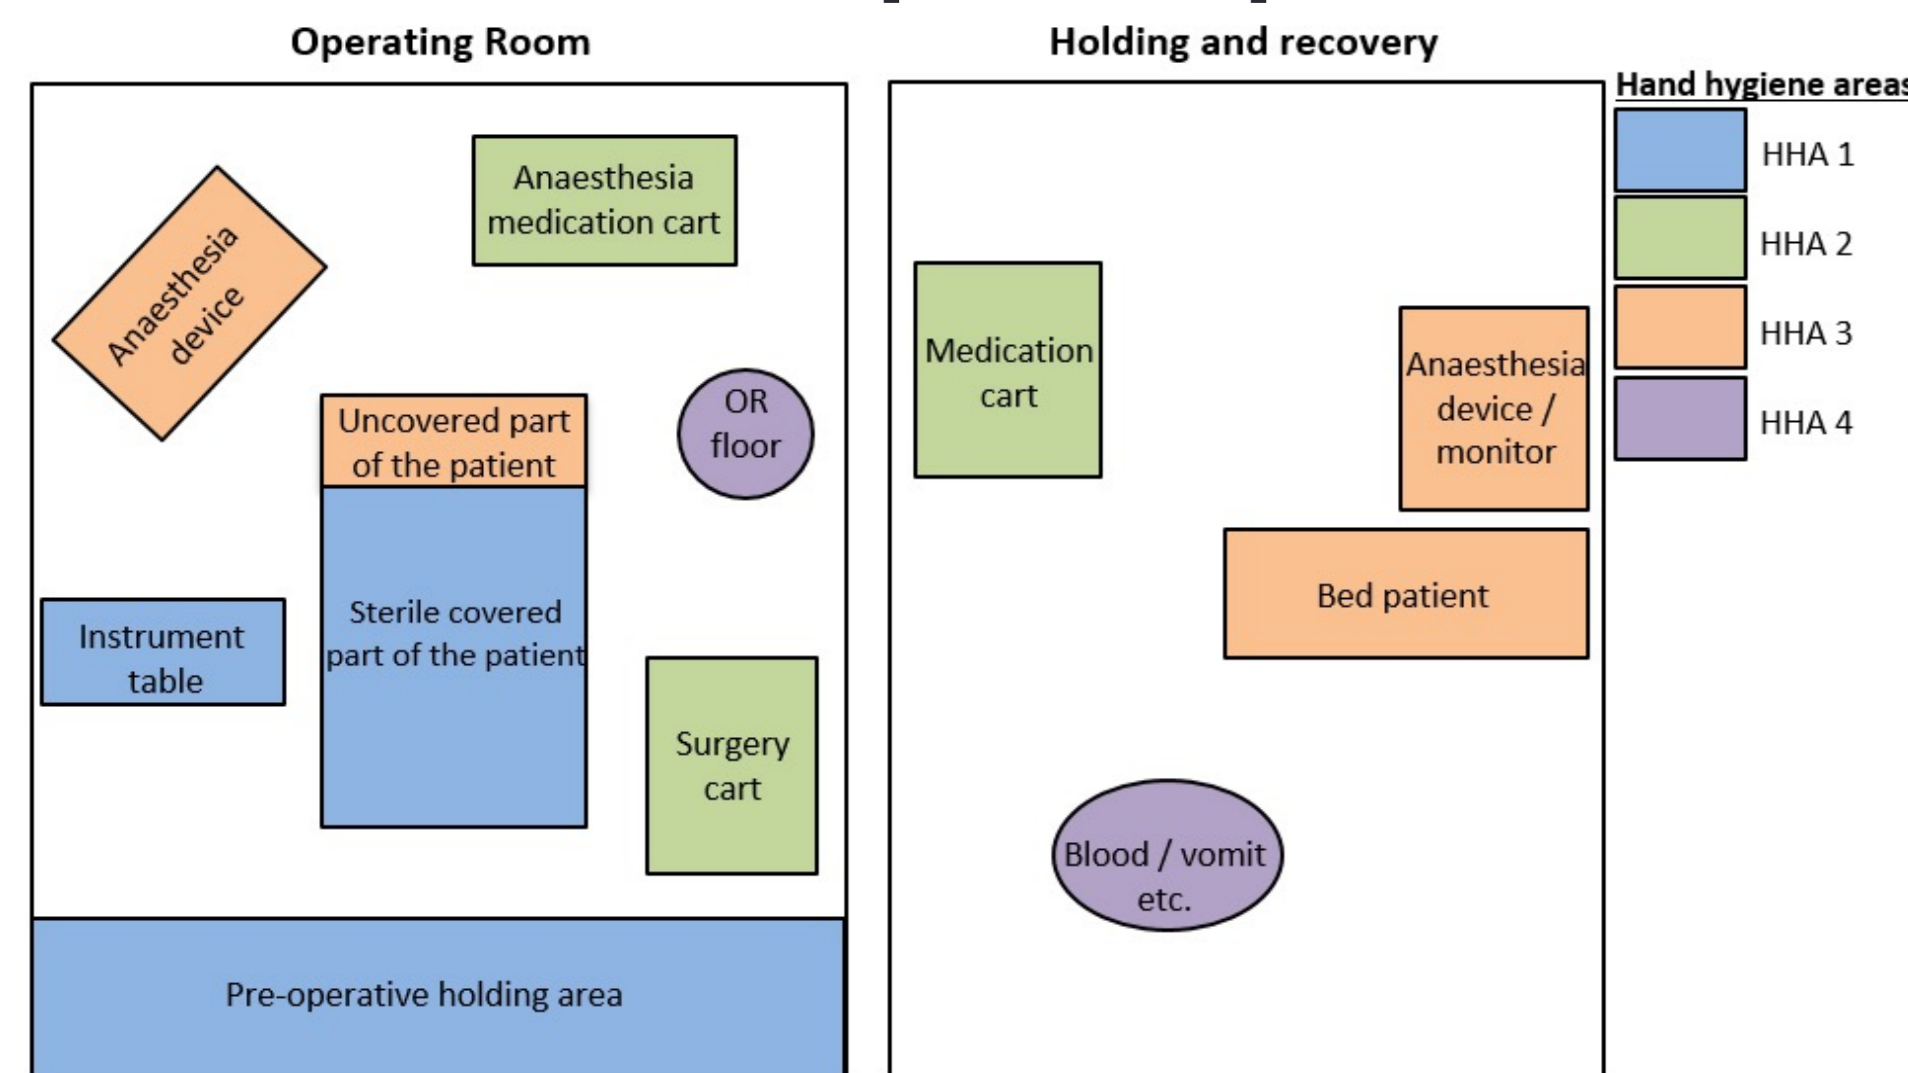 Operating Room
Holding and recovery
Hand hygiene areas
HHA 1
HHA 2
HHA 3
HHA 4
Anaesthesia
medication cart
Anaesthesia
device
Uncovered part
of the patient
OR
floor
Sterile covered
part of the patient
Instrument
table
Surgery
cart
Pre-operative holding area
Medication
cart
Anaesthesia
device /
monitor
Bed patient
Blood / vomit
etc.